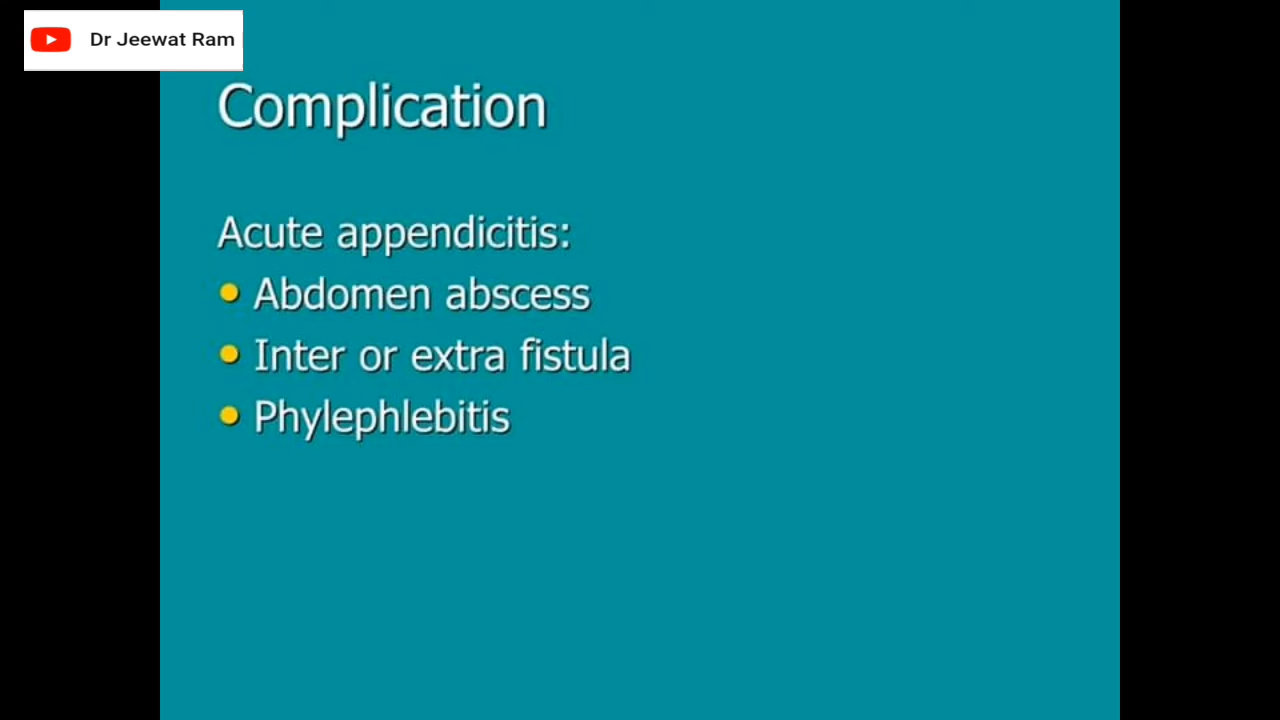 Dr Jeewat Ram
Complication
Acute appendicitis:
Abdomen abscess
Inter or extra fistula
Phylephlebitis